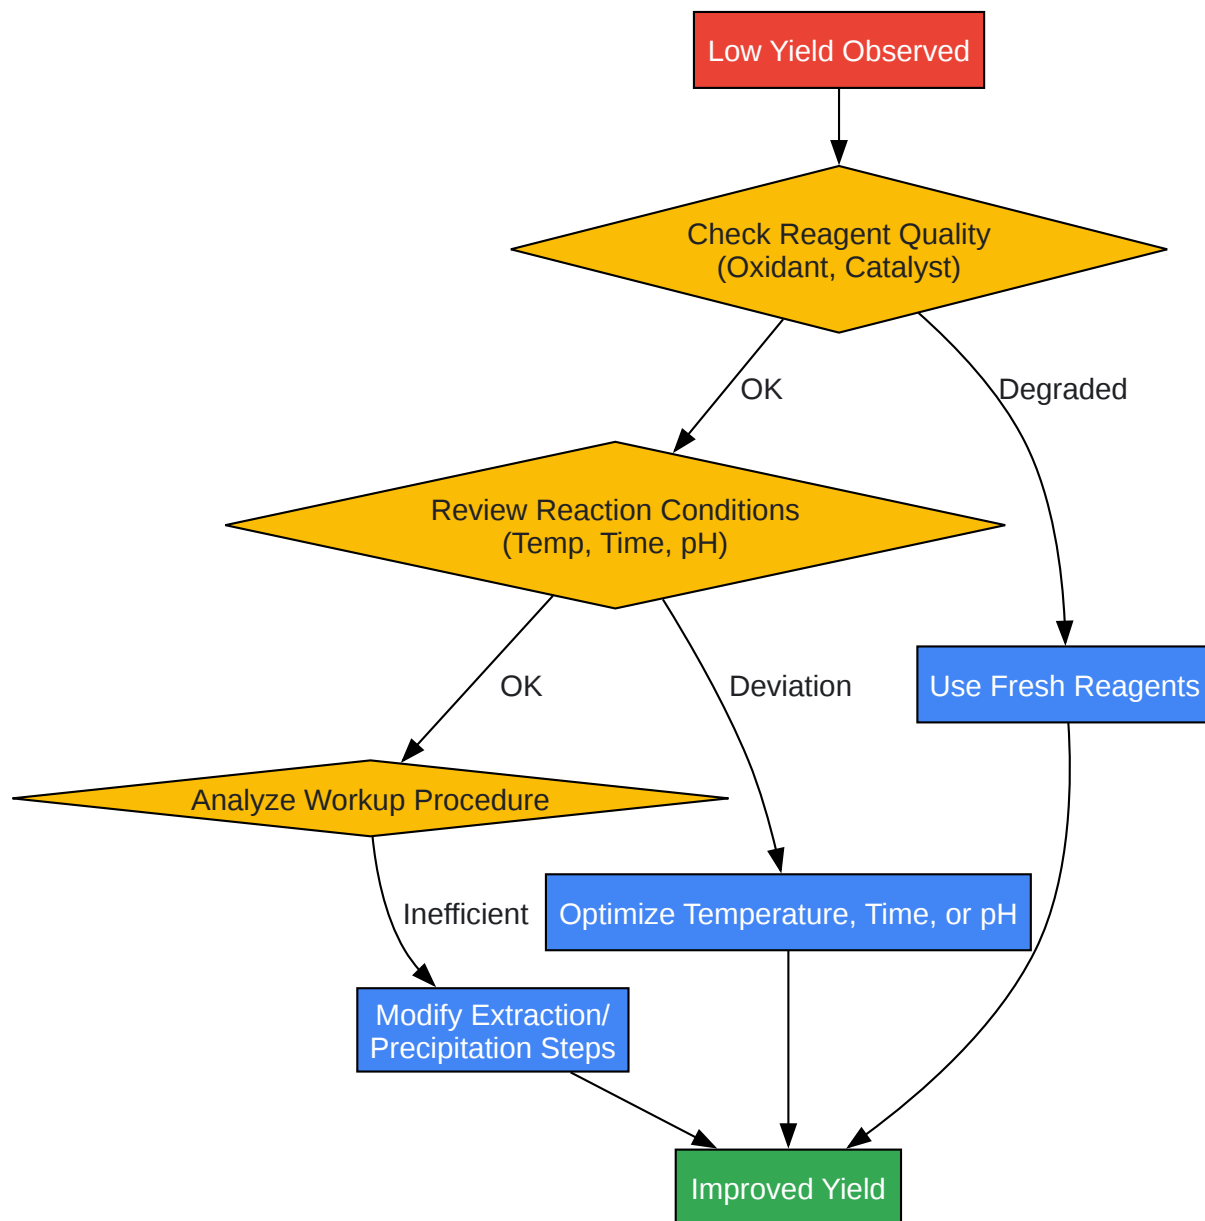 Low Yield Observed
Check Reagent Quality
(Oxidant, Catalyst)
OK
Degraded
Review Reaction Conditions
(Temp, Time, pH)
OK
Deviation
Use Fresh Reagents
Analyze Workup Procedure
Inefficient
Optimize Temperature, Time, or pH
Modify Extraction/
Precipitation Steps
Improved Yield